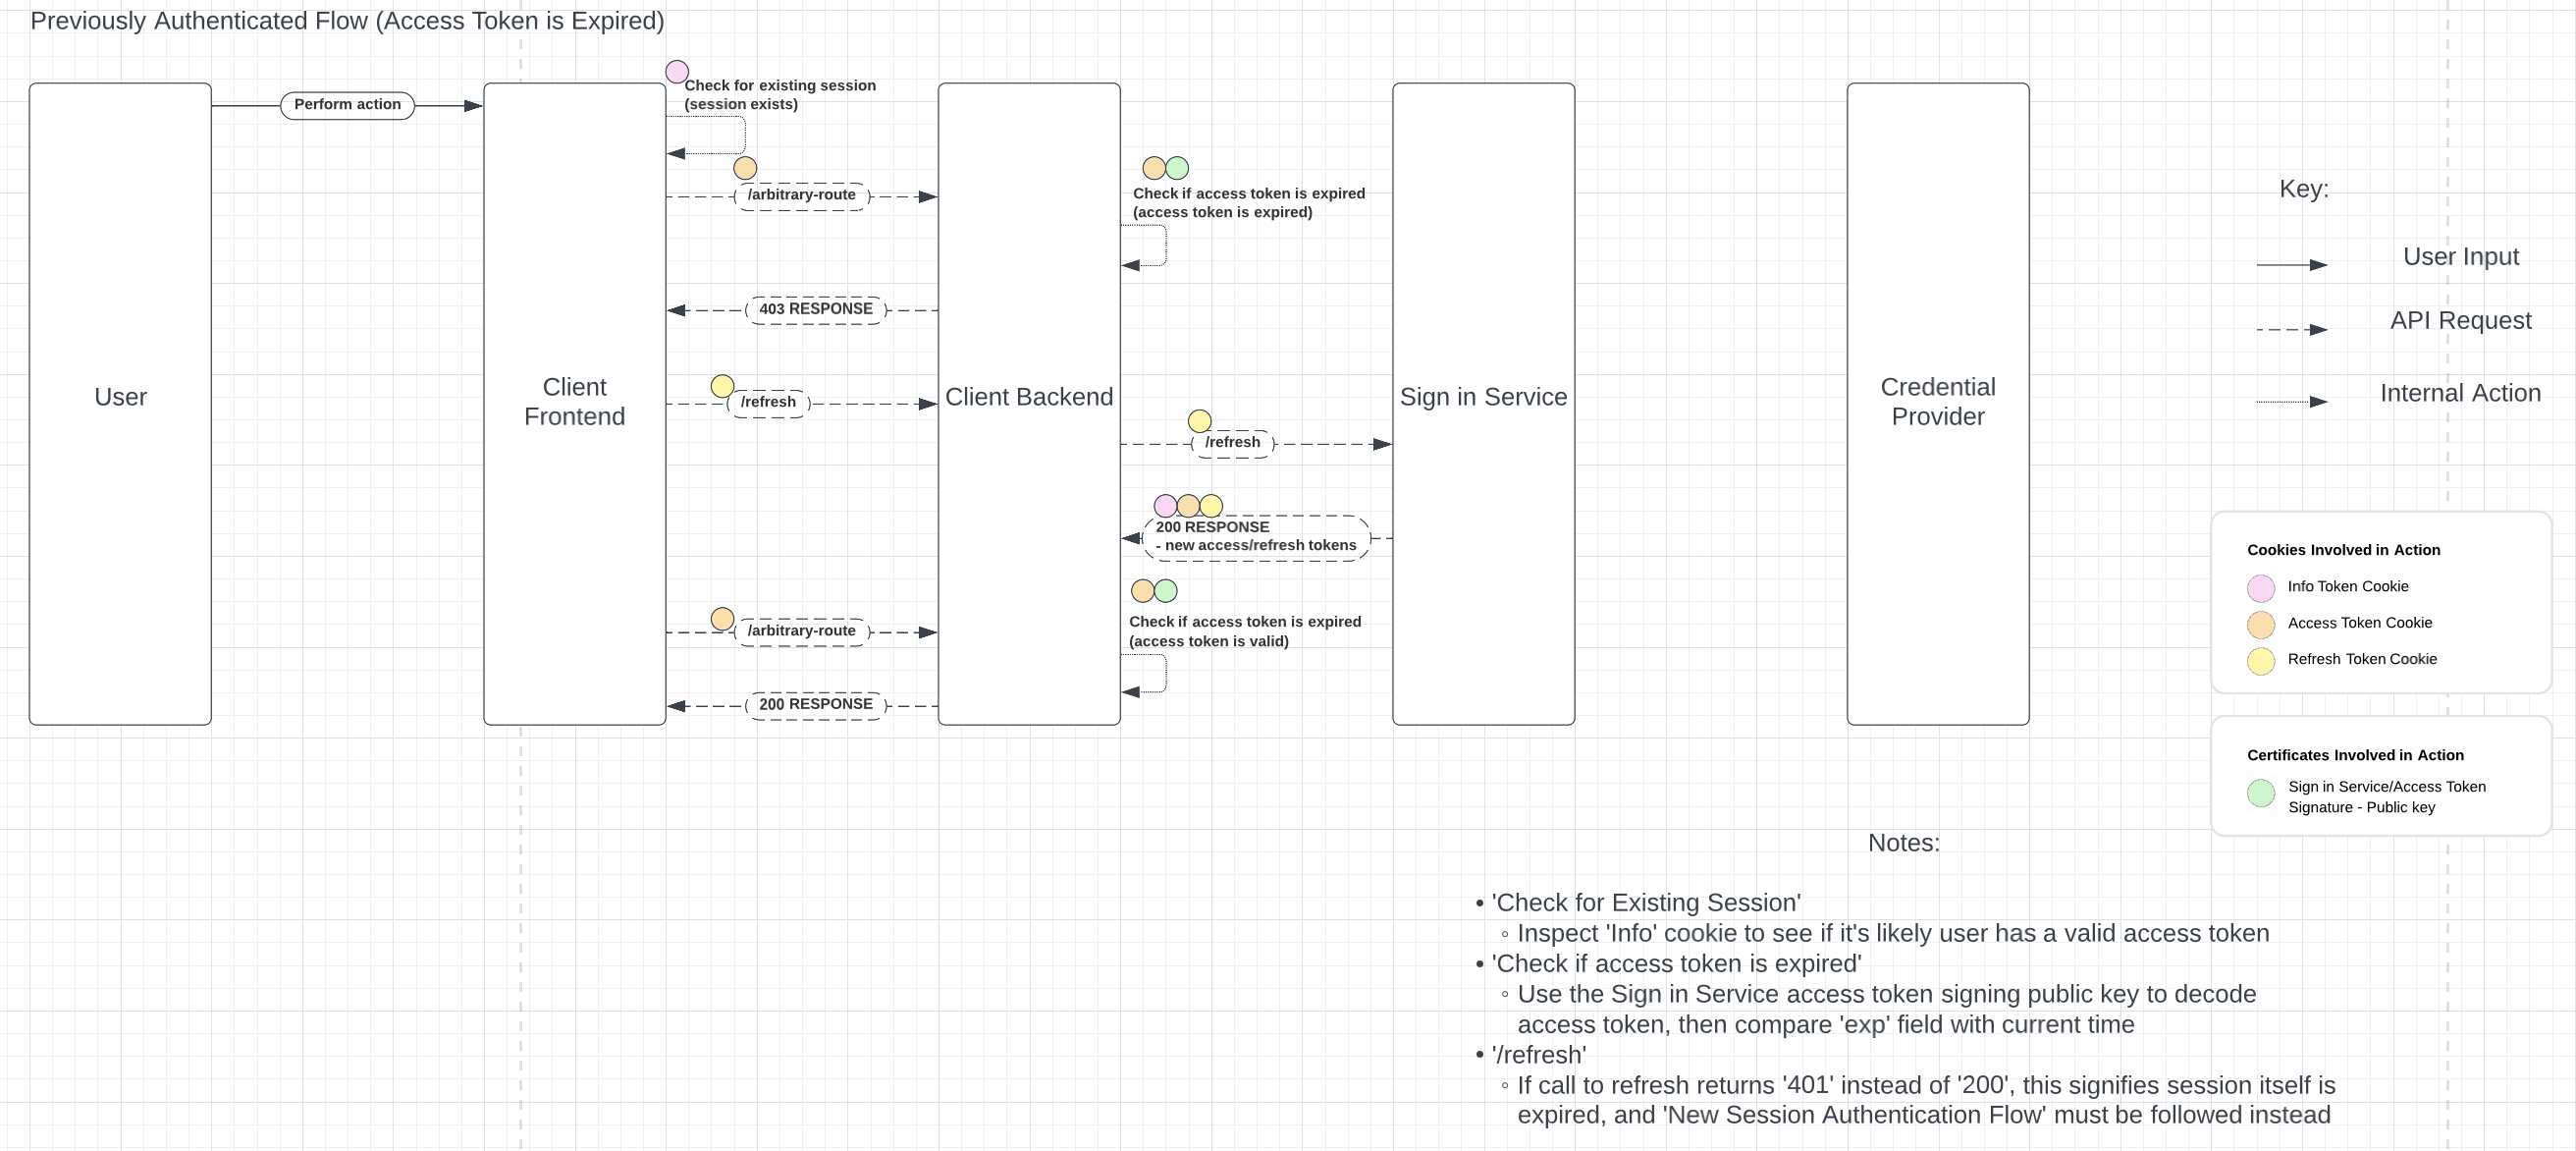 Previously Authenticated Flow (Access Token is Expired)
Perform action
Check for existing session
(session exists)
/arbitrary-route
Check if access token is expired
(access token is expired)
403 RESPONSE
User
Client
Frontend
Client Backend
Sign in Service
Credential
Provider
/refresh
/refresh
200 RESPONSE
- new access/refresh tokens
/arbitrary-route
Check if access token is expired
(access token is valid)
200 RESPONSE
Key:
User Input
API Request
Internal Action
Cookies Involved in Action
Info Token Cookie
Access Token Cookie
Refresh Token Cookie
Certificates Involved in Action
Sign in Service/Access Token
Signature - Public key
Notes:
• 'Check for Existing Session'
◦ Inspect 'Info' cookie to see if it's likely user has a valid access token
• 'Check if access token is expired'
◦ Use the Sign in Service access token signing public key to decode
access token, then compare 'exp' field with current time
• '/refresh'
◦ If call to refresh returns '401' instead of '200', this signifies session itself is
expired, and 'New Session Authentication Flow' must be followed instead